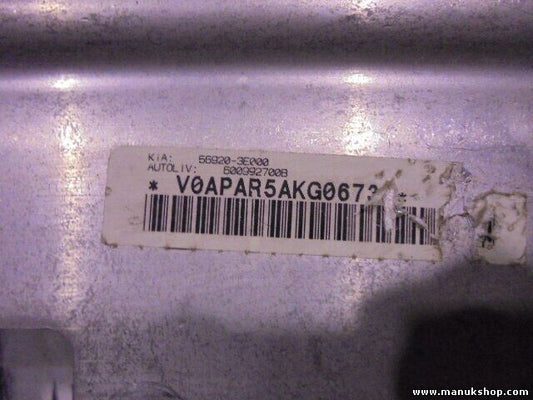 KIA: 56920-3E000
AUTOLIV: 600992700B
* V0APAR5AKG0673 *
www.manukshop.com